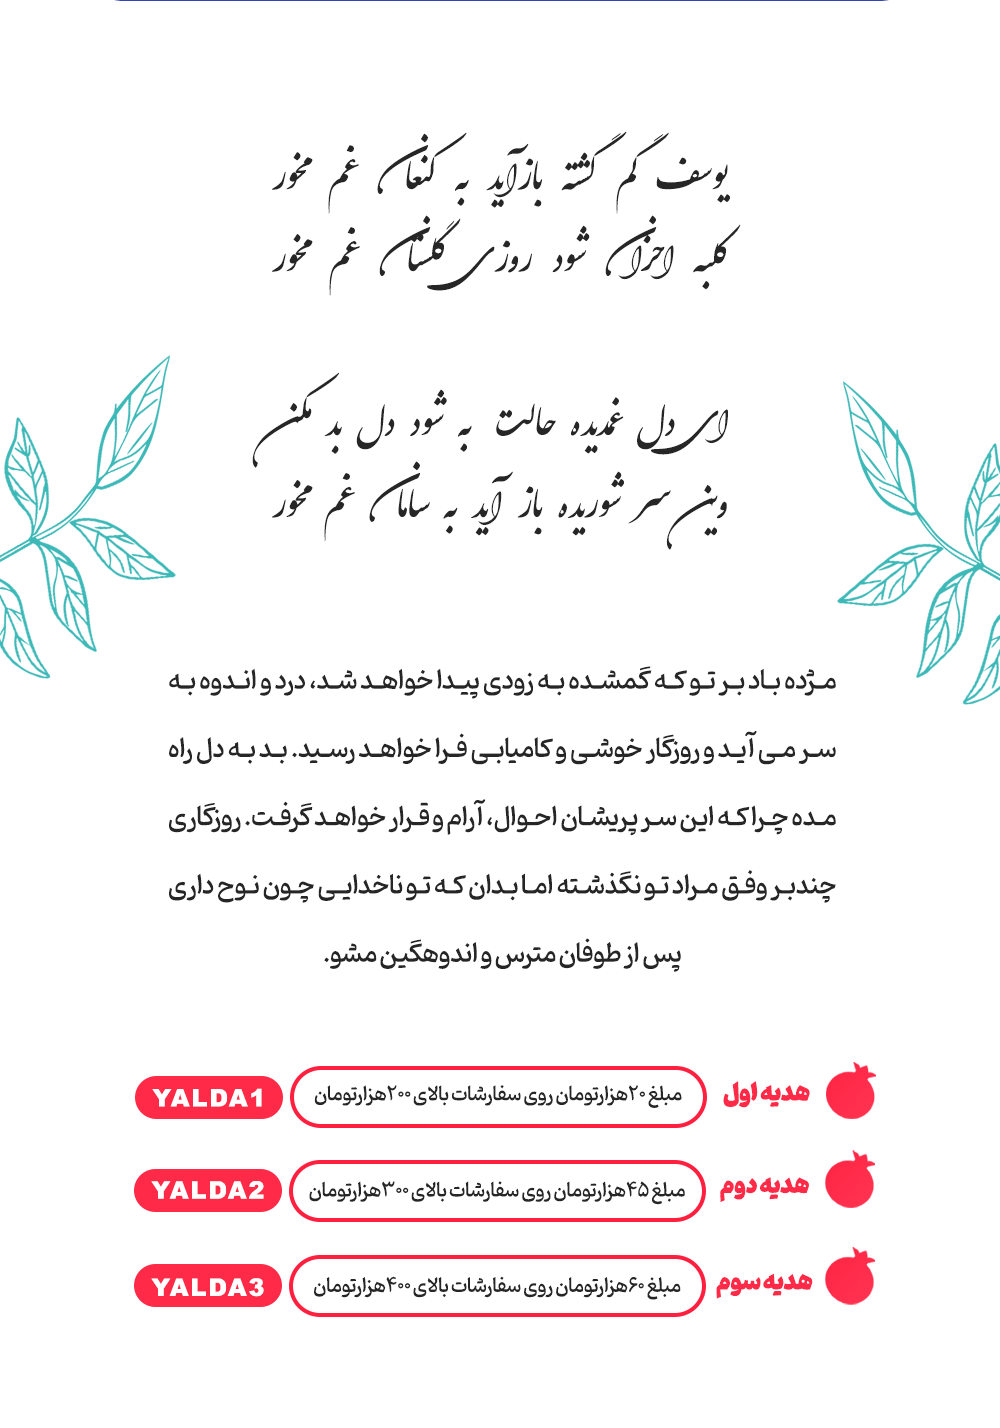 یوسف گم گشته بازآید به کنعان غم مخور
کلبه احزان شود روزی گلستان غم مخور
ای دل غمدیده حالت به شود دل بد مکن
وین سر شوریده باز آید به سامان غم مخور
مژده باد بر تو که گمشده به زودی پیدا خواهد شد، درد و اندوه به
سر می آید و روزگار خوشی و کامیابی فرا خواهد رسید. بد به دل راه
مده چرا که این سر پریشان احوال، آرام و قرار خواهد گرفت. روزگاری
چندبر وفق مراد تو نگذشته اما بدان که تو ناخدایی چون نوح داری
پس از طوفان مترس و اندوهگین مشو.
هدیه اول مبلغ ۲۰هزارتومان روی سفارشات بالای ۲۰۰هزارتومان YALDA1
هدیه دوم مبلغ ۴۵هزارتومان روی سفارشات بالای ۳۰۰هزارتومان YALDA2
هدیه سوم مبلغ ۶۰هزارتومان روی سفارشات بالای ۴۰۰هزارتومان YALDA3